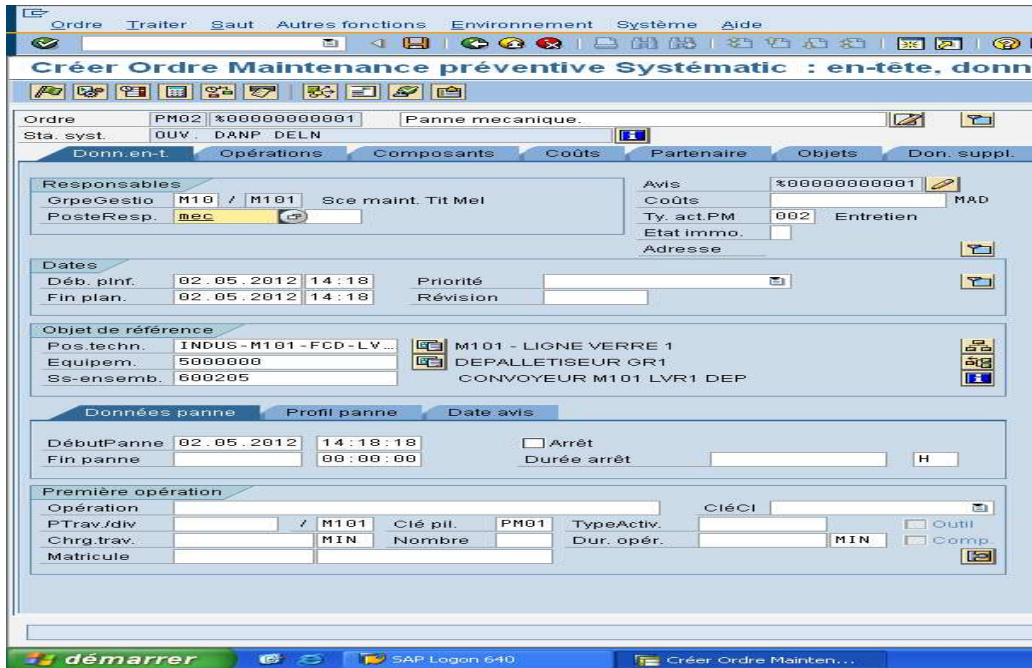 Ordre Traiter Saut Autres fonctions Environnement Système Aide
Créer Ordre Maintenance préventive Systématic : en-tête, donn
Ordre PM02 %00000000001 Panne mecanique.
Sta. syst. OUV. DANP DELN
Donn.en-t. Opérations Composants Coûts Partenaire Objets Don. suppl.
Responsables
GrpeGestio M10 / M101 Sce maint. Tit Mel
PosteResp. mec
Avis %00000000001
Coûts MAD
Ty. act.PM 002 Entretien
Etat immo.
Adresse
Dates
Déb. plnf. 02.05.2012 14:18 Priorité
Fin plan. 02.05.2012 14:18 Révision
Objet de référence
Pos.techn. INDUS-M101-FCD-LV... M101 - LIGNE VERRE 1
Equipem. 5000000 DEPALLETISEUR GR1
Ss-ensemb. 600205 CONVOYEUR M101 LVR1 DEP
Données panne Profil panne Date avis
DébutPanne 02.05.2012 14:18:18 Arrêt
Fin panne 00:00:00 Durée arrêt H
Première opération
Opération CléCl
PTrav./div / M101 Clé pil. PM01 TypeActiv. Outil
Chrg.trav. MIN Nombre Dur. opér. MIN Comp.
Matricule
démarrer SAP Logon 640 Créer Ordre Mainten...